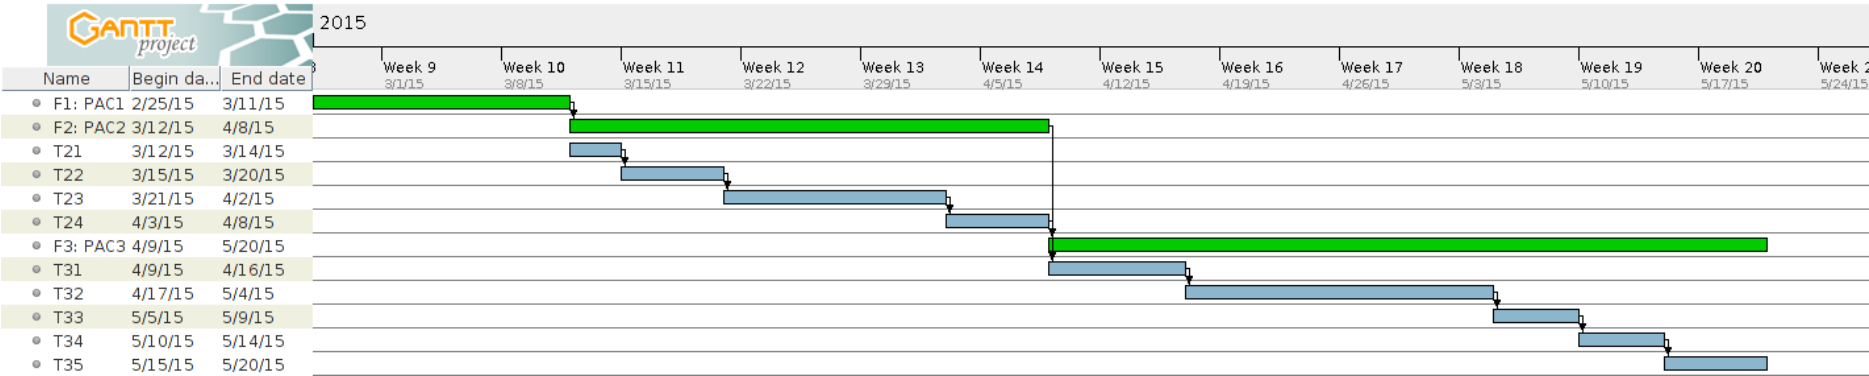 GANTT
project
2015
Week 9 Week 10 Week 11 Week 12 Week 13 Week 14 Week 15 Week 16 Week 17 Week 18 Week 19 Week 20 Week 2
3/1/15 3/8/15 3/15/15 3/22/15 3/29/15 4/5/15 4/12/15 4/19/15 4/26/15 5/3/15 5/10/15 5/17/15 5/24/15
Name Begin da... End date
F1: PAC1 2/25/15 3/11/15
F2: PAC2 3/12/15 4/8/15
T21 3/12/15 3/14/15
T22 3/15/15 3/20/15
T23 3/21/15 4/2/15
T24 4/3/15 4/8/15
F3: PAC3 4/9/15 5/20/15
T31 4/9/15 4/16/15
T32 4/17/15 5/4/15
T33 5/5/15 5/9/15
T34 5/10/15 5/14/15
T35 5/15/15 5/20/15